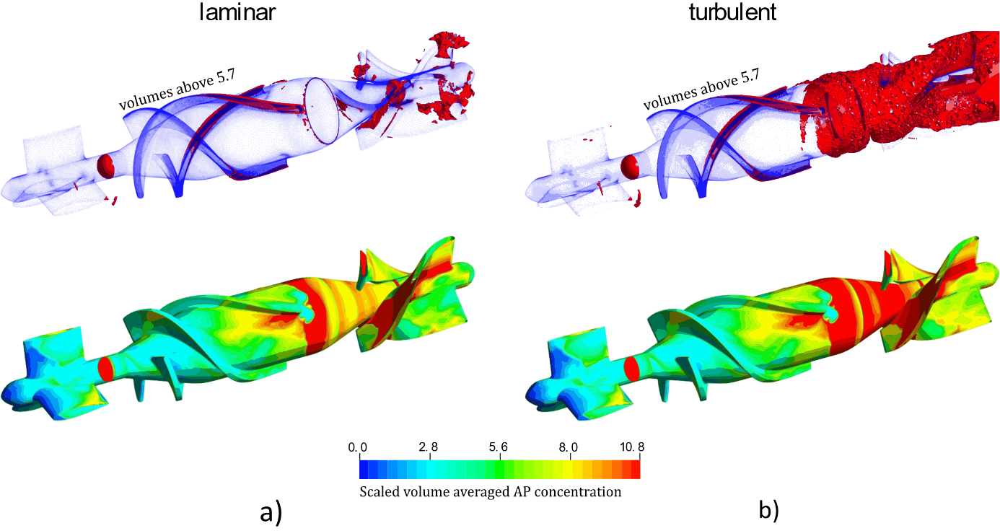 laminar
turbulent
volumes above 5.7
volumes above 5.7
0.0 2.8 5.6 8.0 10.8
Scaled volume averaged AP concentration
a)
b)